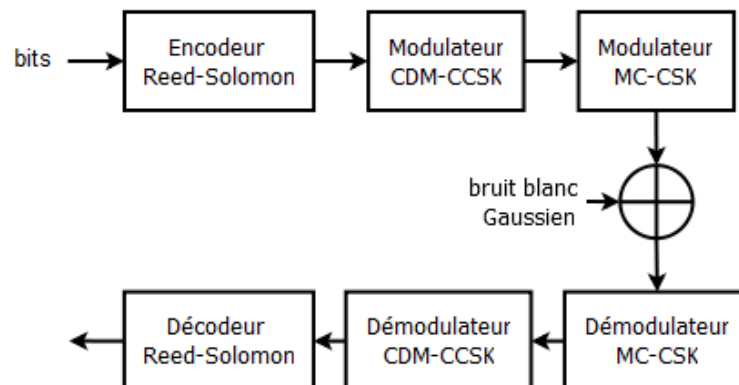 bits
Encodeur
Reed-Solomon
Modulateur
CDM-CCSK
Modulateur
MC-CSK
bruit blanc
Gaussien
Décodeur
Reed-Solomon
Démodulateur
CDM-CCSK
Démodulateur
MC-CSK